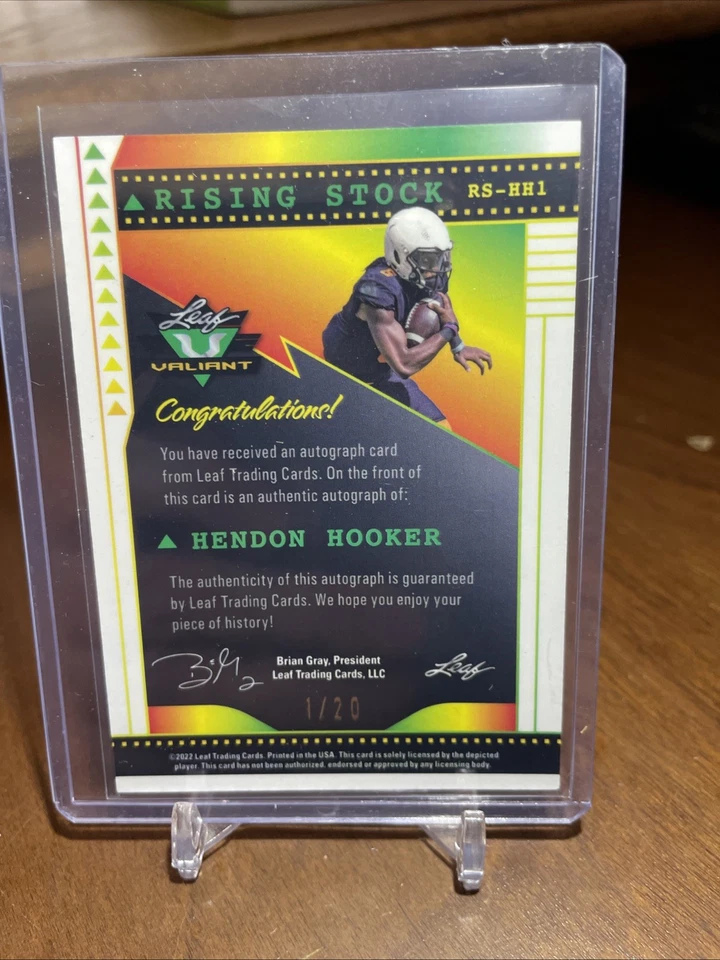 ▲RISING STOCK RS-HH1
Leaf
VALIANT
Congratulations!
You have received an autograph card
from Leaf Trading Cards. On the front of
this card is an authentic autograph of:
▲ HENDON HOOKER
The authenticity of this autograph is guaranteed
by Leaf Trading Cards. We hope you enjoy your
piece of history!
Brian Gray, President
Leaf Trading Cards, LLC
Leaf
1/20
©2022 Leaf Trading Cards. Printed in the USA. This card is solely licensed by the depicted
player. This card has not been authorized, endorsed or approved by any licensing body.